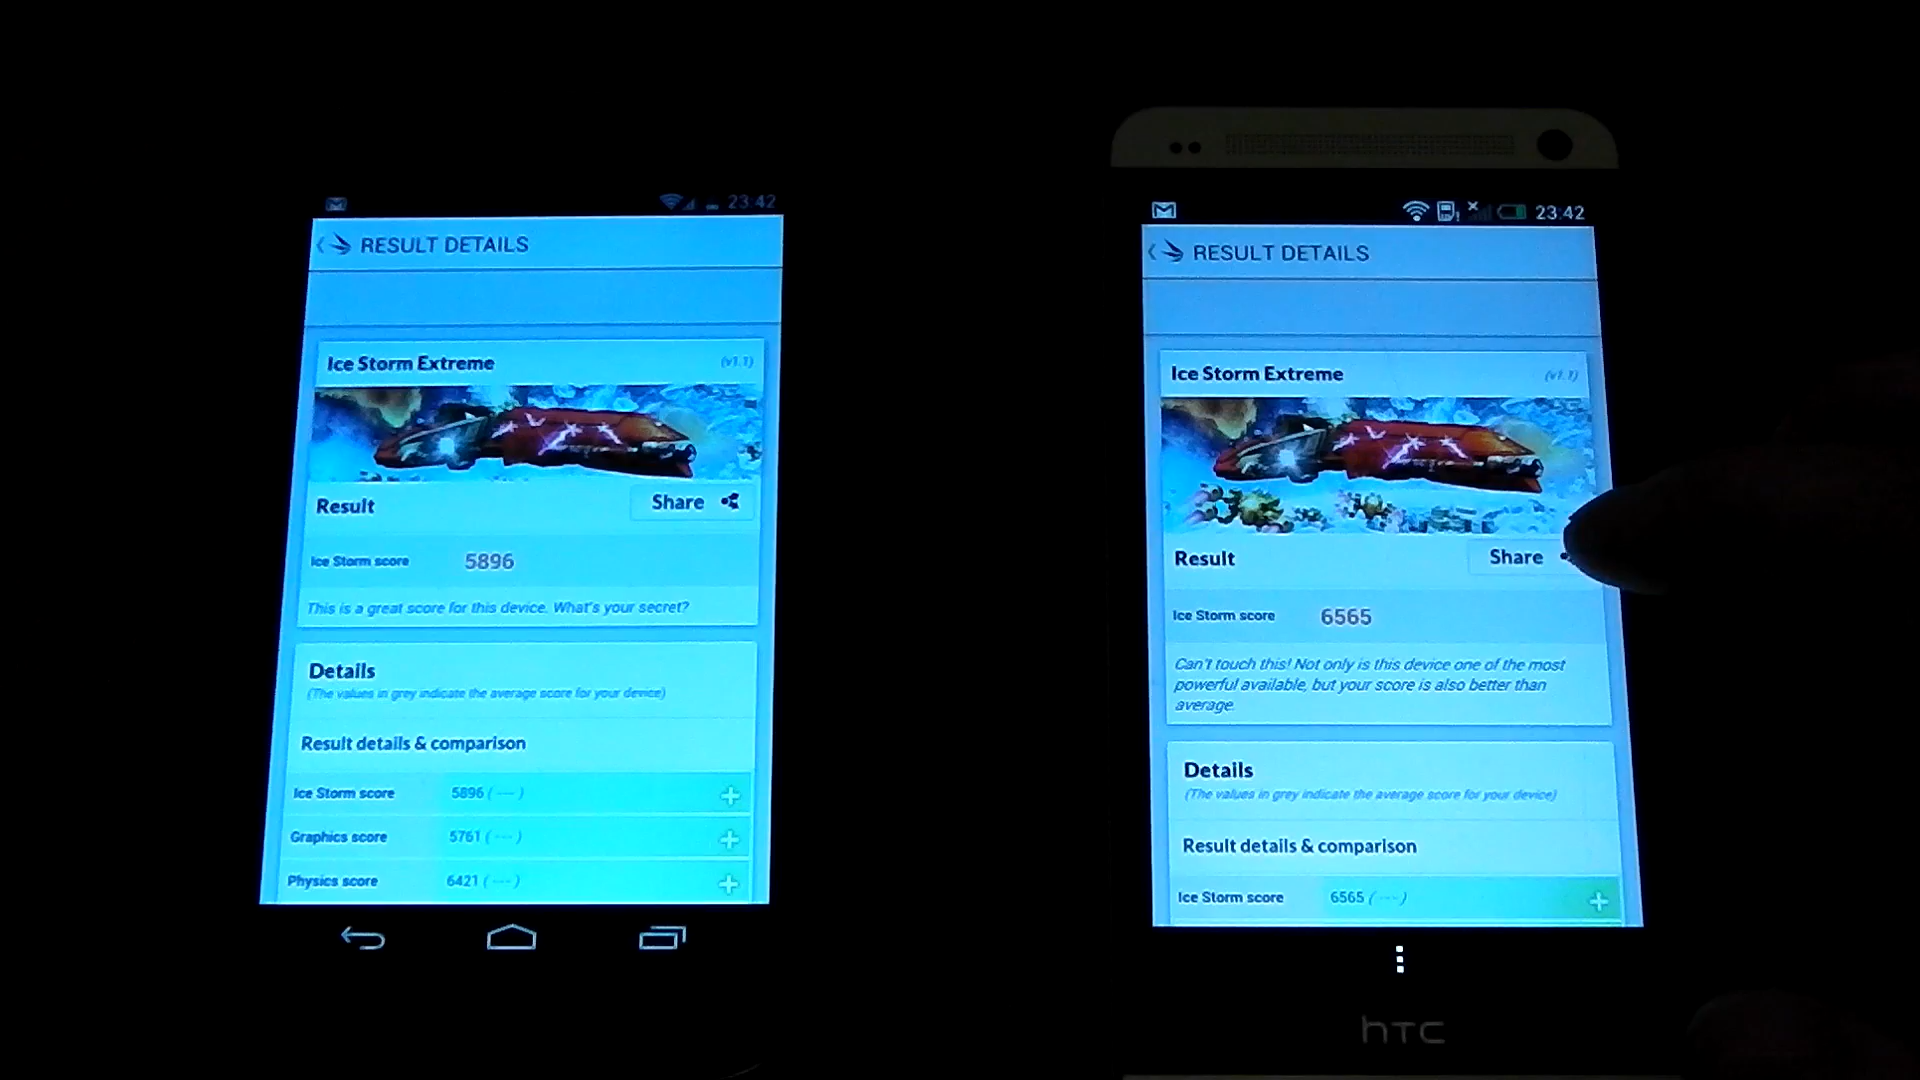 23:42
RESULT DETAILS
Ice Storm Extreme
(v1.1)
Result
Share
Ice Storm score
5896
This is a great score for this device. What's your secret?
Details
(The values in grey indicate the average score for your device)
Result details & comparison
Ice Storm score 5896 (---)
Graphics score 5761 (---)
Physics score 6421 (---)
23:42
RESULT DETAILS
Ice Storm Extreme
(v1.1)
Result
Share
Ice Storm score
6565
Can't touch this! Not only is this device one of the most
powerful available, but your score is also better than
average.
Details
(The values in grey indicate the average score for your device)
Result details & comparison
Ice Storm score 6565 (---)
hTC